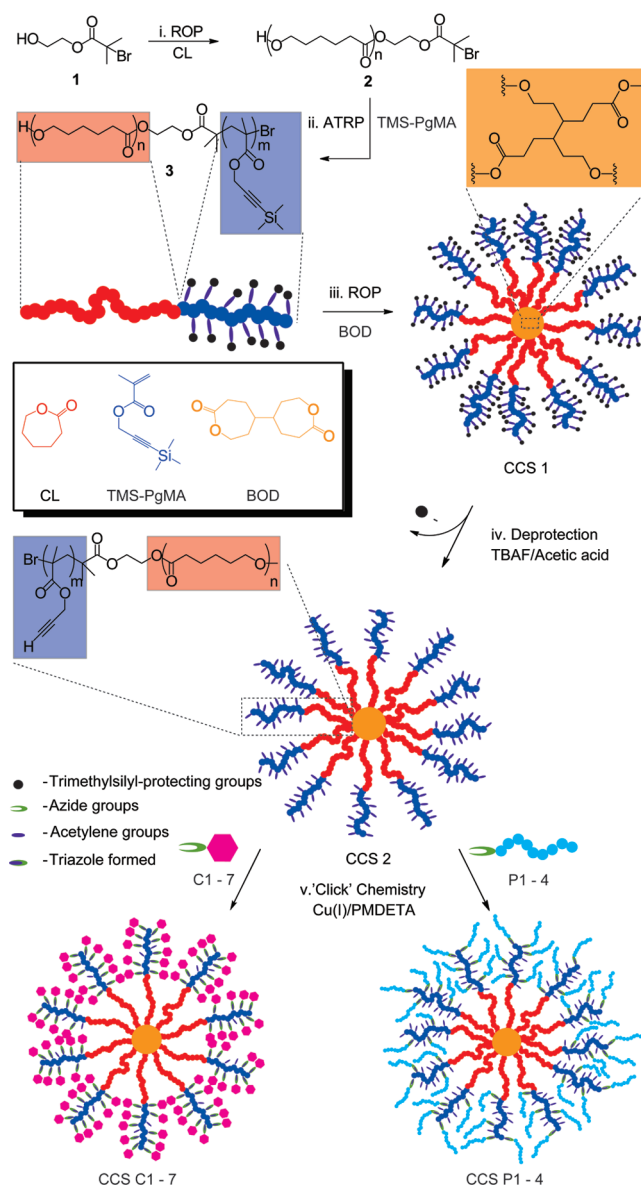 HO
O
O
Br
1
i. ROP
CL
H
O
O
n
O
O
O
Br
2
ii. ATRP
TMS-PgMA
H
O
O
n
O
O
O
Br
m
O
O
Si
3
O
O
O
O
iii. ROP
BOD
CCS 1
O
O
O
O
Si
O
O
O
O
CL
TMS-PgMA
BOD
iv. Deprotection
TBAF/Acetic acid
Br
m
O
O
H
O
O
O
O
O
n
CCS 2
-Trimethylsilyl-protecting groups
-Azide groups
-Acetylene groups
-Triazole formed
C1 - 7
v.'Click' Chemistry
Cu(I)/PMDETA
P1 - 4
CCS C1 - 7
CCS P1 - 4